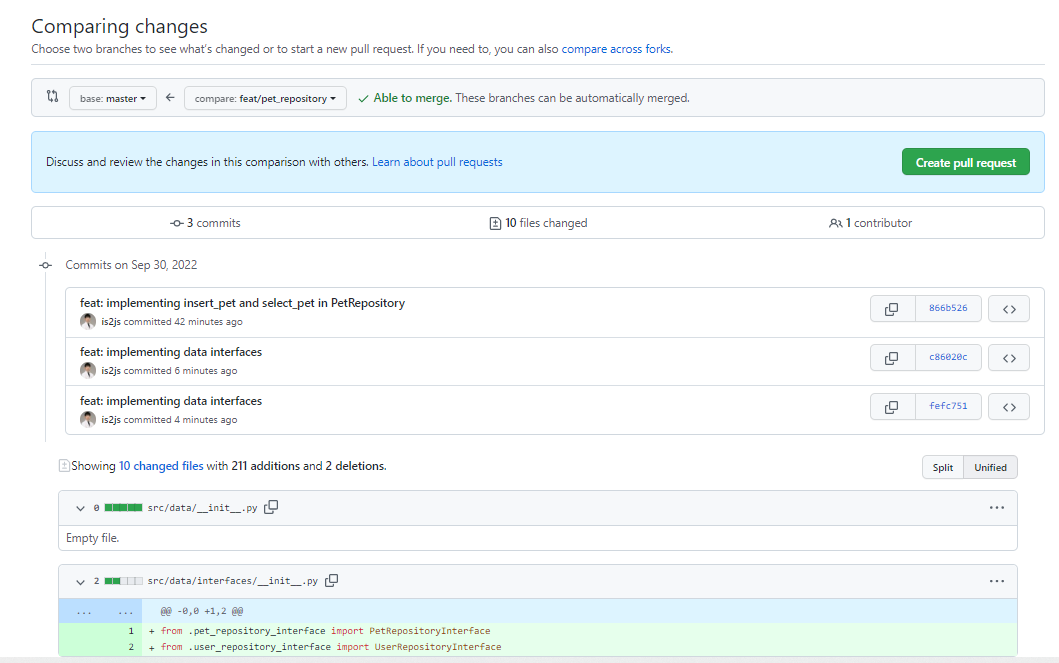 Comparing changes
Choose two branches to see what's changed or to start a new pull request. If you need to, you can also compare across forks.
base: master compare: feat/pet_repository Able to merge. These branches can be automatically merged.
Discuss and review the changes in this comparison with others. Learn about pull requests Create pull request
3 commits 10 files changed 1 contributor
Commits on Sep 30, 2022
feat: implementing insert_pet and select_pet in PetRepository
is2js committed 42 minutes ago 866b526
feat: implementing data interfaces
is2js committed 6 minutes ago c86020c
feat: implementing data interfaces
is2js committed 4 minutes ago fefc751
Showing 10 changed files with 211 additions and 2 deletions. Split Unified
0 src/data/__init__.py ...
Empty file.
2 src/data/interfaces/__init__.py ...
... ... @@ -0,0 +1,2 @@
1 + from .pet_repository_interface import PetRepositoryInterface
2 + from .user_repository_interface import UserRepositoryInterface